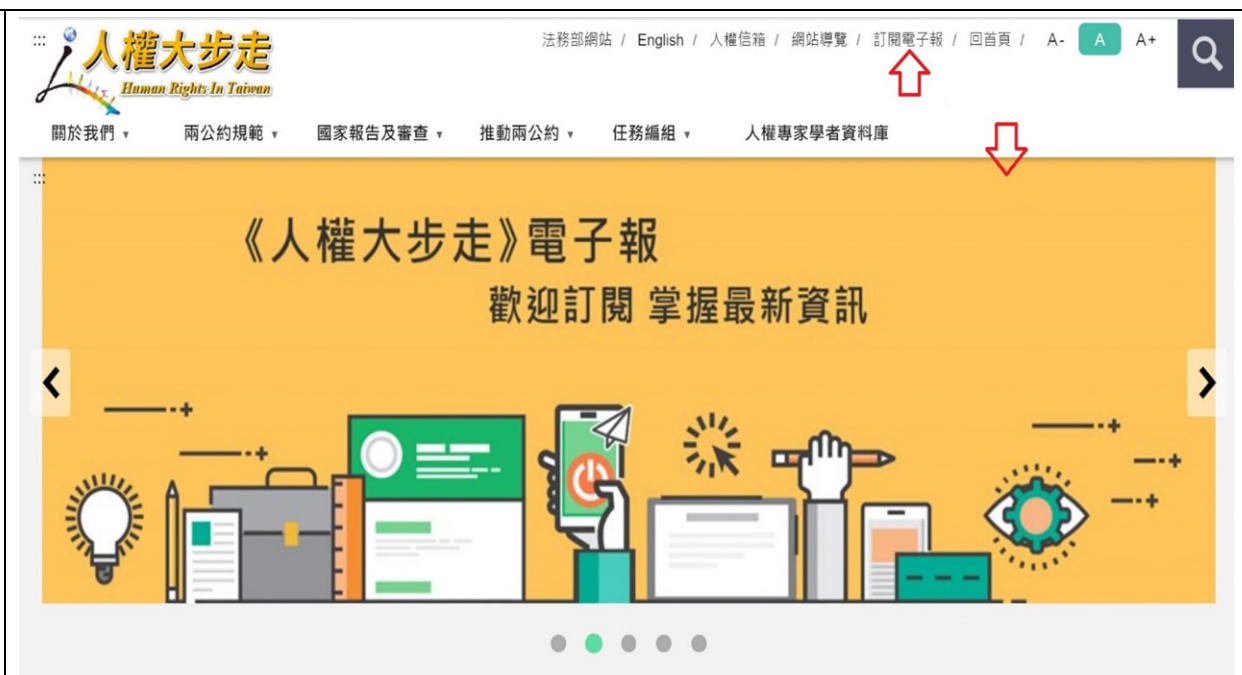 人權大步走
Human Rights In Taiwan
法務部網站 / English / 人權信箱 / 網站導覽 / 訂閱電子報 / 回首頁 / A- A A+
關於我們 兩公約規範 國家報告及審查 推動兩公約 任務編組 人權專家學者資料庫
《人權大步走》電子報
歡迎訂閱 掌握最新資訊